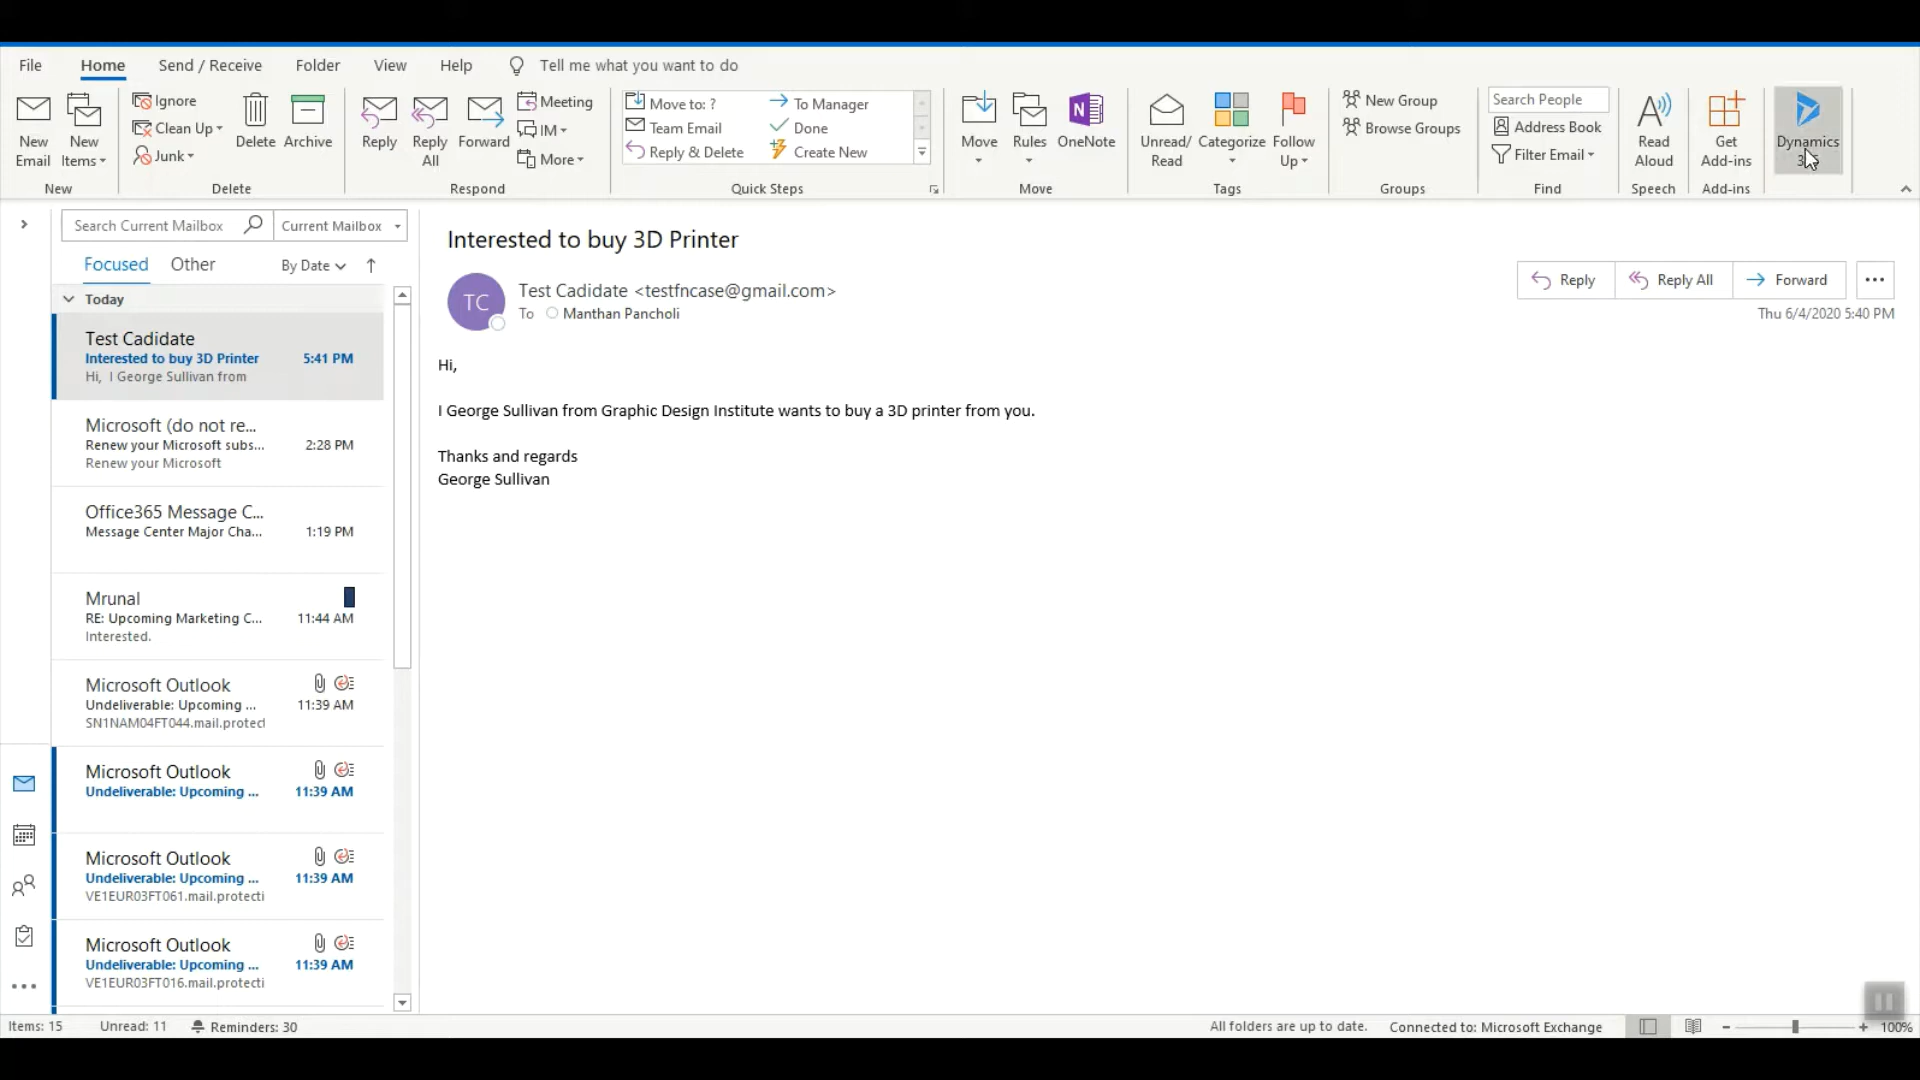 File
Home
Send / Receive
Folder
View
Help
Tell me what you want to do
New
Email
New
Items
New
Ignore
Clean Up
Junk
Delete
Archive
Delete
Reply
Reply
All
Forward
Meeting
IM
More
Respond
Move to: ?
Team Email
Reply & Delete
To Manager
Done
Create New
Quick Steps
Move
Rules
OneNote
Move
Unread/
Read
Categorize
Follow
Up
Tags
New Group
Browse Groups
Groups
Search People
Address Book
Filter Email
Find
Read
Aloud
Speech
Get
Add-ins
Add-ins
Dynamics
Search Current Mailbox
Current Mailbox
Focused
Other
By Date
Today
Test Cadidate
Interested to buy 3D Printer 5:41 PM
Hi, I George Sullivan from
Microsoft (do not re...
Renew your Microsoft subs... 2:28 PM
Renew your Microsoft
Office365 Message C...
Message Center Major Cha... 1:19 PM
Mrunal
RE: Upcoming Marketing C... 11:44 AM
Interested.
Microsoft Outlook
Undeliverable: Upcoming ... 11:39 AM
SN1NAM04FT044.mail.protect
Microsoft Outlook
Undeliverable: Upcoming ... 11:39 AM
Microsoft Outlook
Undeliverable: Upcoming ... 11:39 AM
VE1EUR03FT061.mail.protecti
Microsoft Outlook
Undeliverable: Upcoming ... 11:39 AM
VE1EUR03FT016.mail.protecti
Interested to buy 3D Printer
TC
Test Cadidate <testfncase@gmail.com>
To Manthan Pancholi
Reply
Reply All
Forward
Thu 6/4/2020 5:40 PM
Hi,
I George Sullivan from Graphic Design Institute wants to buy a 3D printer from you.
Thanks and regards
George Sullivan
Items: 15
Unread: 11
Reminders: 30
All folders are up to date.
Connected to: Microsoft Exchange
100%